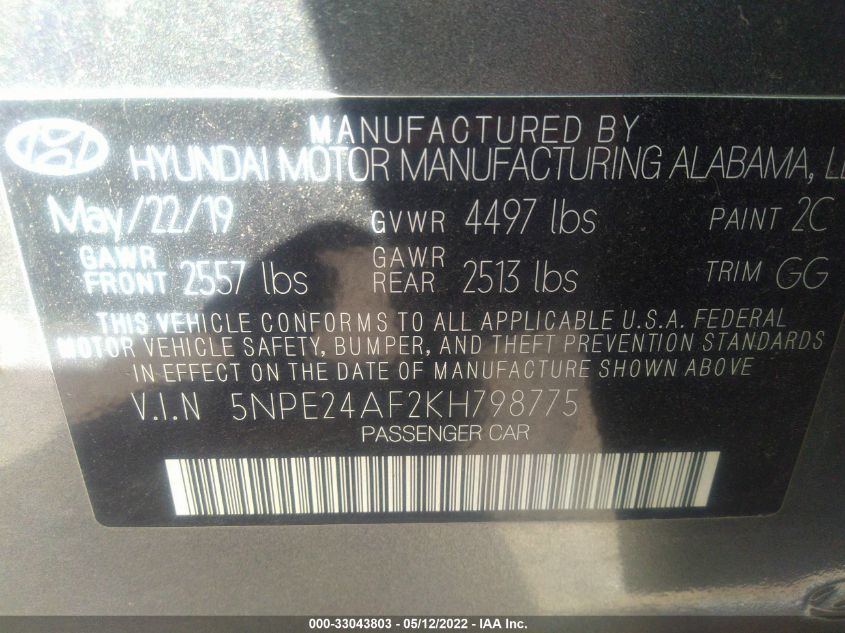 MANUFACTURED BY
HYUNDAI MOTOR MANUFACTURING ALABAMA,
May/22/19 GVWR 4497 lbs PAINT 2C
GAWR FRONT 2557 lbs GAWR REAR 2513 lbs TRIM GG
THIS VEHICLE CONFORMS TO ALL APPLICABLE U.S.A. FEDERAL
MOTOR VEHICLE SAFETY, BUMPER, AND THEFT PREVENTION STANDARDS
IN EFFECT ON THE DATE OF MANUFACTURE SHOWN ABOVE
V.I.N 5NPE24AF2KH798775
PASSENGER CAR
000-33043803 - 05/12/2022 - IAA Inc.